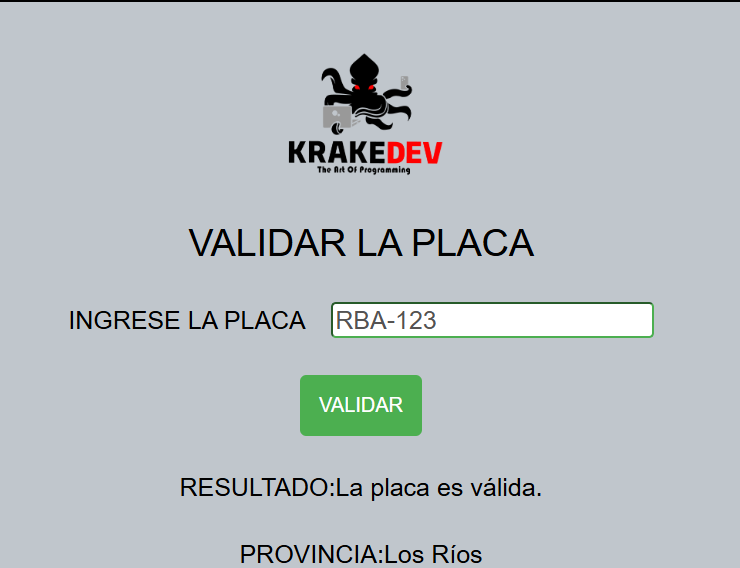 KRAKEDEV
The Art Of Programming
VALIDAR LA PLACA
INGRESE LA PLACA RBA-123
VALIDAR
RESULTADO:La placa es válida.
PROVINCIA:Los Ríos